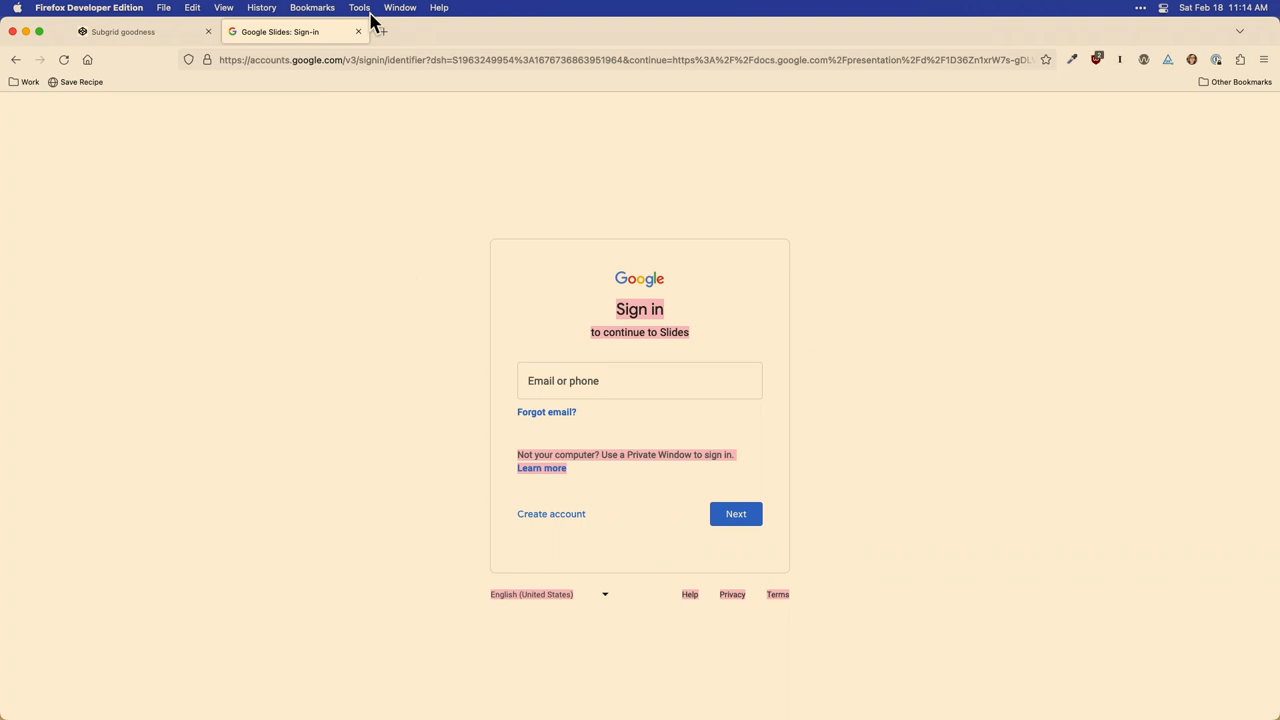 Firefox Developer Edition File Edit View History Bookmarks Tools Window Help Sat Feb 18 11:14 AM
Subgrid goodness Google Slides: Sign-in
https://accounts.google.com/v3/signin/identifier?dsh=S1963249954%3A1676736863951964&continue=https%3A%2F%2Fdocs.google.com%2Fpresentation%2Fd%2F1D36Zn1xrW7s-gDL
Work Save Recipe Other Bookmarks
Google
Sign in
to continue to Slides
Email or phone
Forgot email?
Not your computer? Use a Private Window to sign in.
Learn more
Create account Next
English (United States) Help Privacy Terms